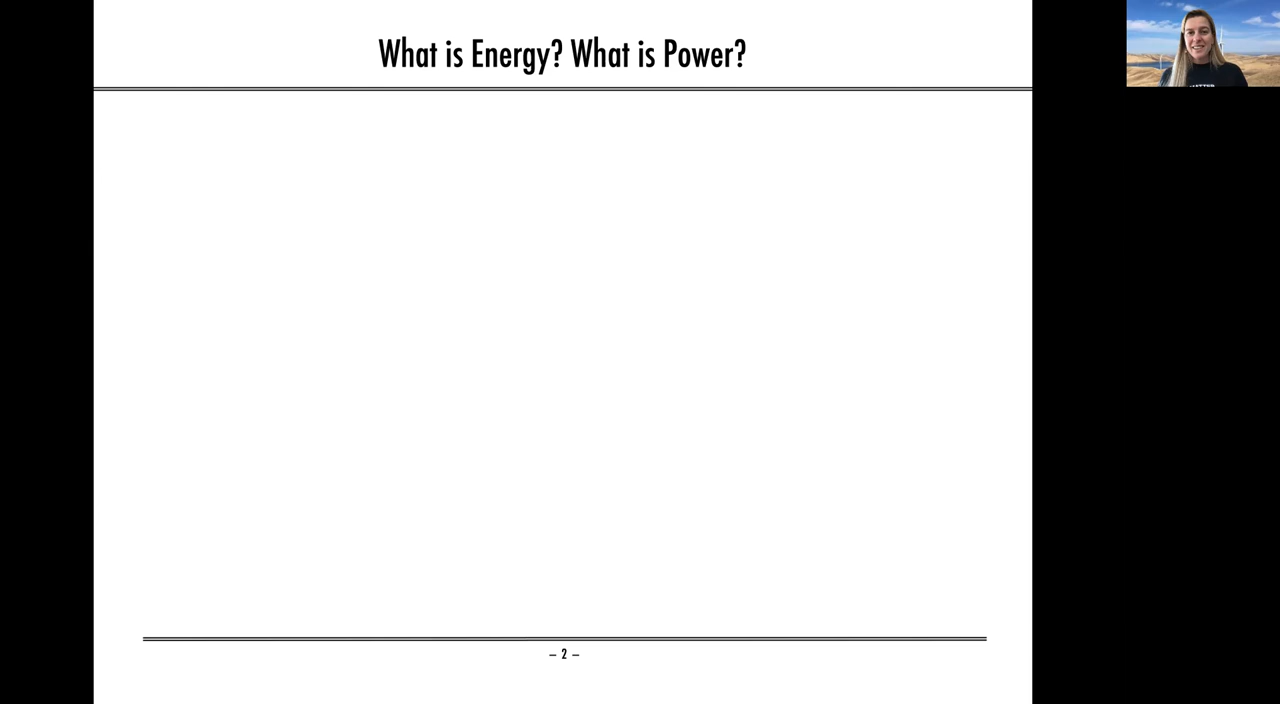 What is Energy? What is Power?
– 2 –